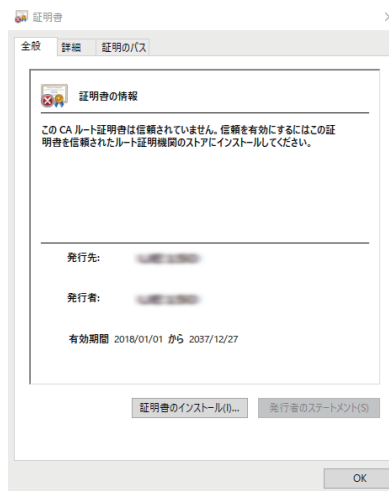 証明書
全般 詳細 証明のパス
証明書の情報
この CA ルート証明書は信頼されていません。信頼を有効にするにはこの証
明書を信頼されたルート証明機関のストアにインストールしてください。
発行先:
発行者:
有効期間 2018/01/01 から 2037/12/27
証明書のインストール(I)... 発行者のステートメント(S)
OK